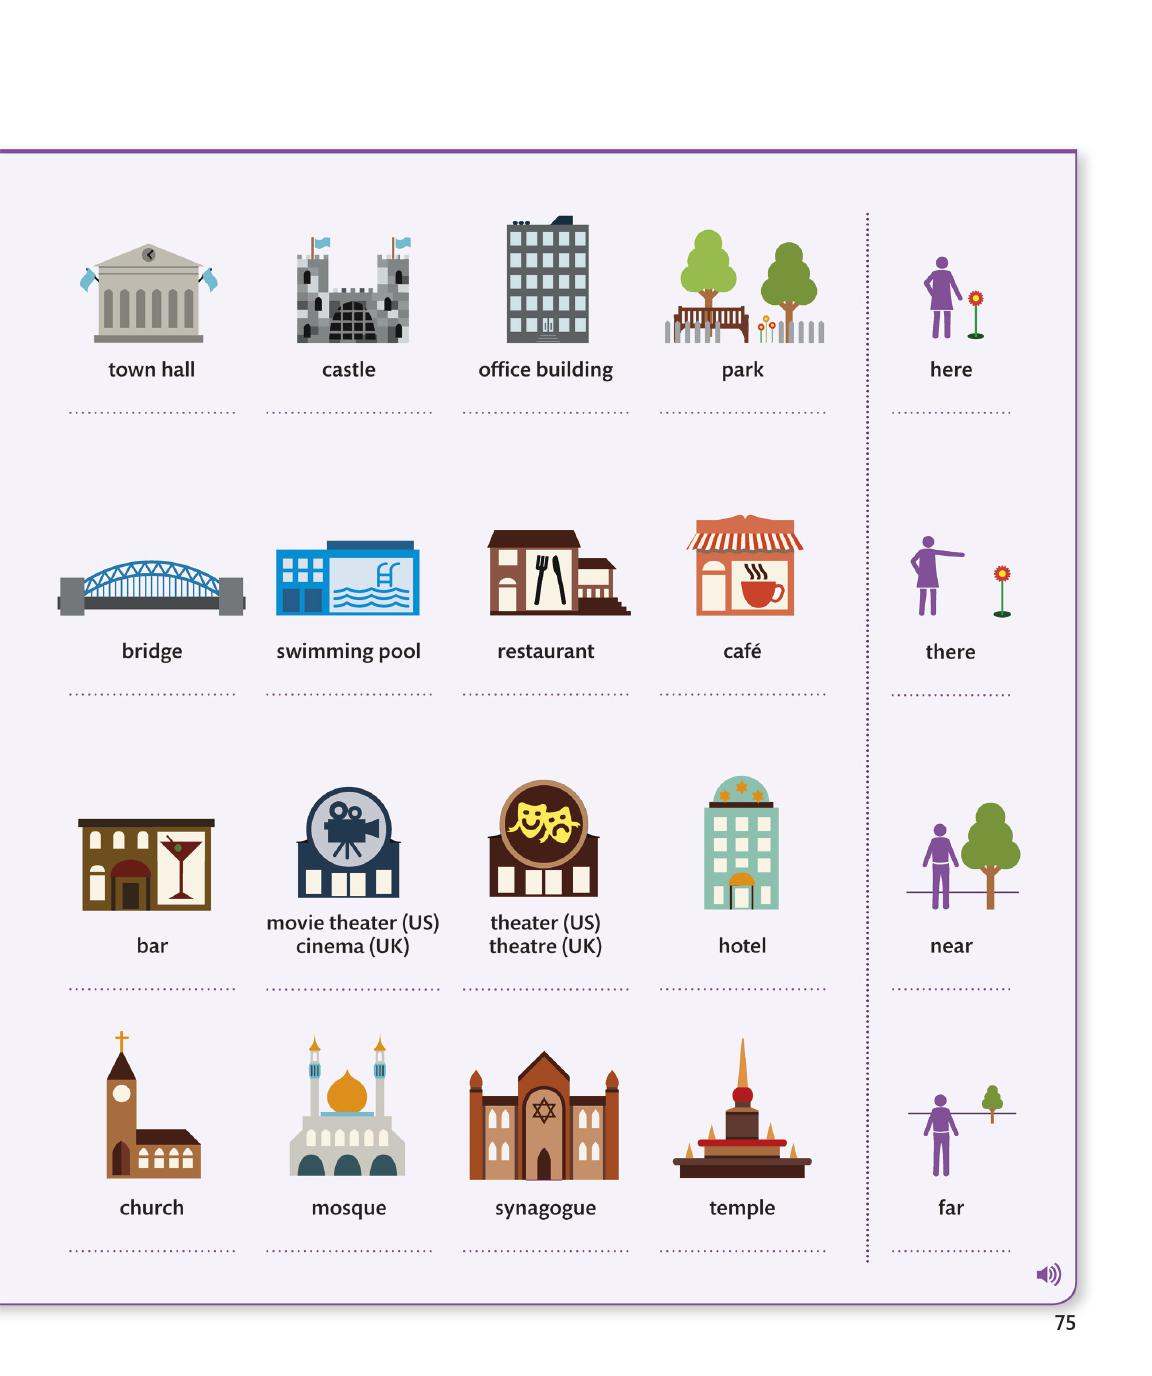 town hall
castle
office building
park
here
bridge
swimming pool
restaurant
café
there
bar
movie theater (US)
cinema (UK)
theater (US)
theatre (UK)
hotel
near
church
mosque
synagogue
temple
far
75